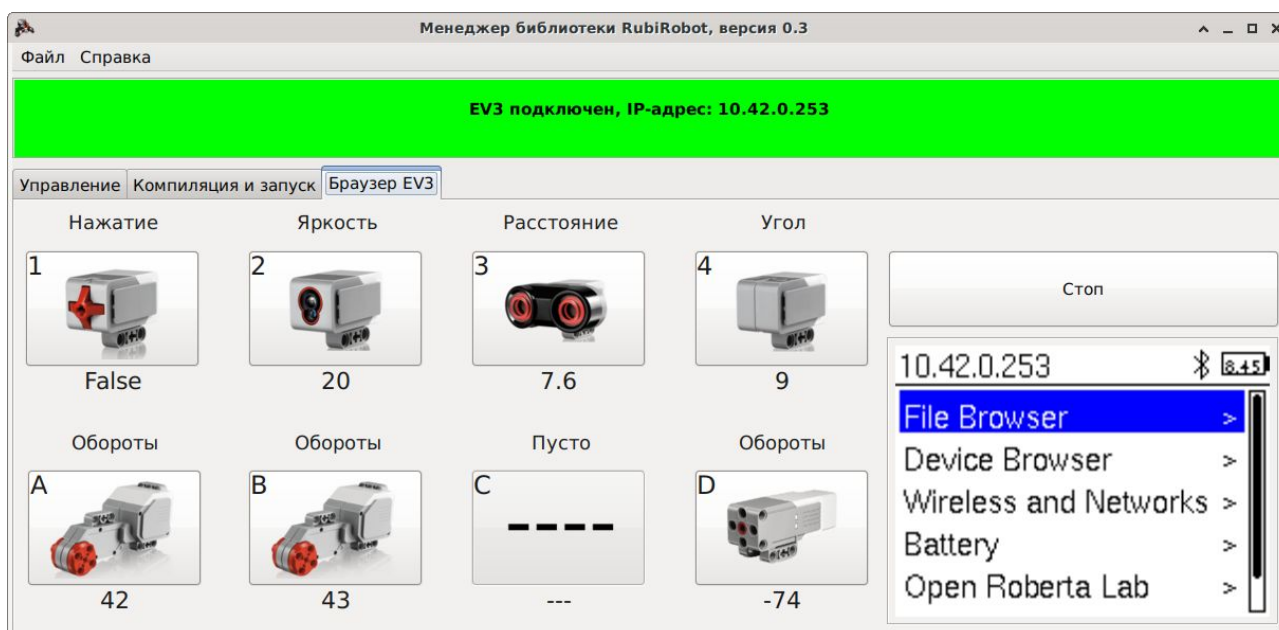 Менеджер библиотеки RubiRobot, версия 0.3
Файл Справка
EV3 подключен, IP-адрес: 10.42.0.253
Управление Компиляция и запуск Браузер EV3
Нажатие Яркость Расстояние Угол
1 2 3 4
Стоп
False 20 7.6 9
10.42.0.253 8.45
File Browser >
Device Browser >
Wireless and Networks >
Battery >
Open Roberta Lab >
Обороты Обороты Пусто Обороты
A B C D
----
42 43 --- -74